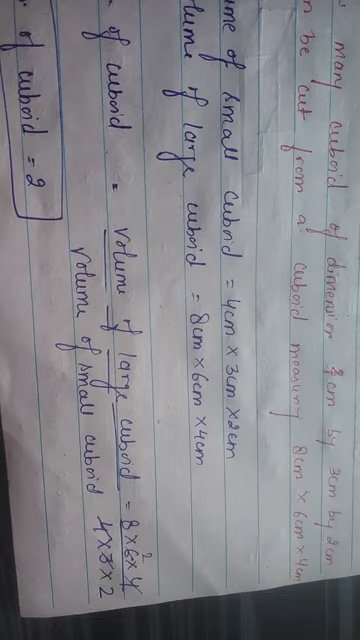 many cuboid of dimension 4cm by 3cm by 2cm
n be cut from a cuboid measuring 8cm × 6cm × 4cm
ume of small cuboid = 4cm × 3cm × 2cm
lume of large cuboid = 8cm × 6cm × 4cm
of cuboid = volume of large cuboid = 8 × 6 2 × 4
volume of small cuboid 4 × 3 × 2
of cuboid = 2